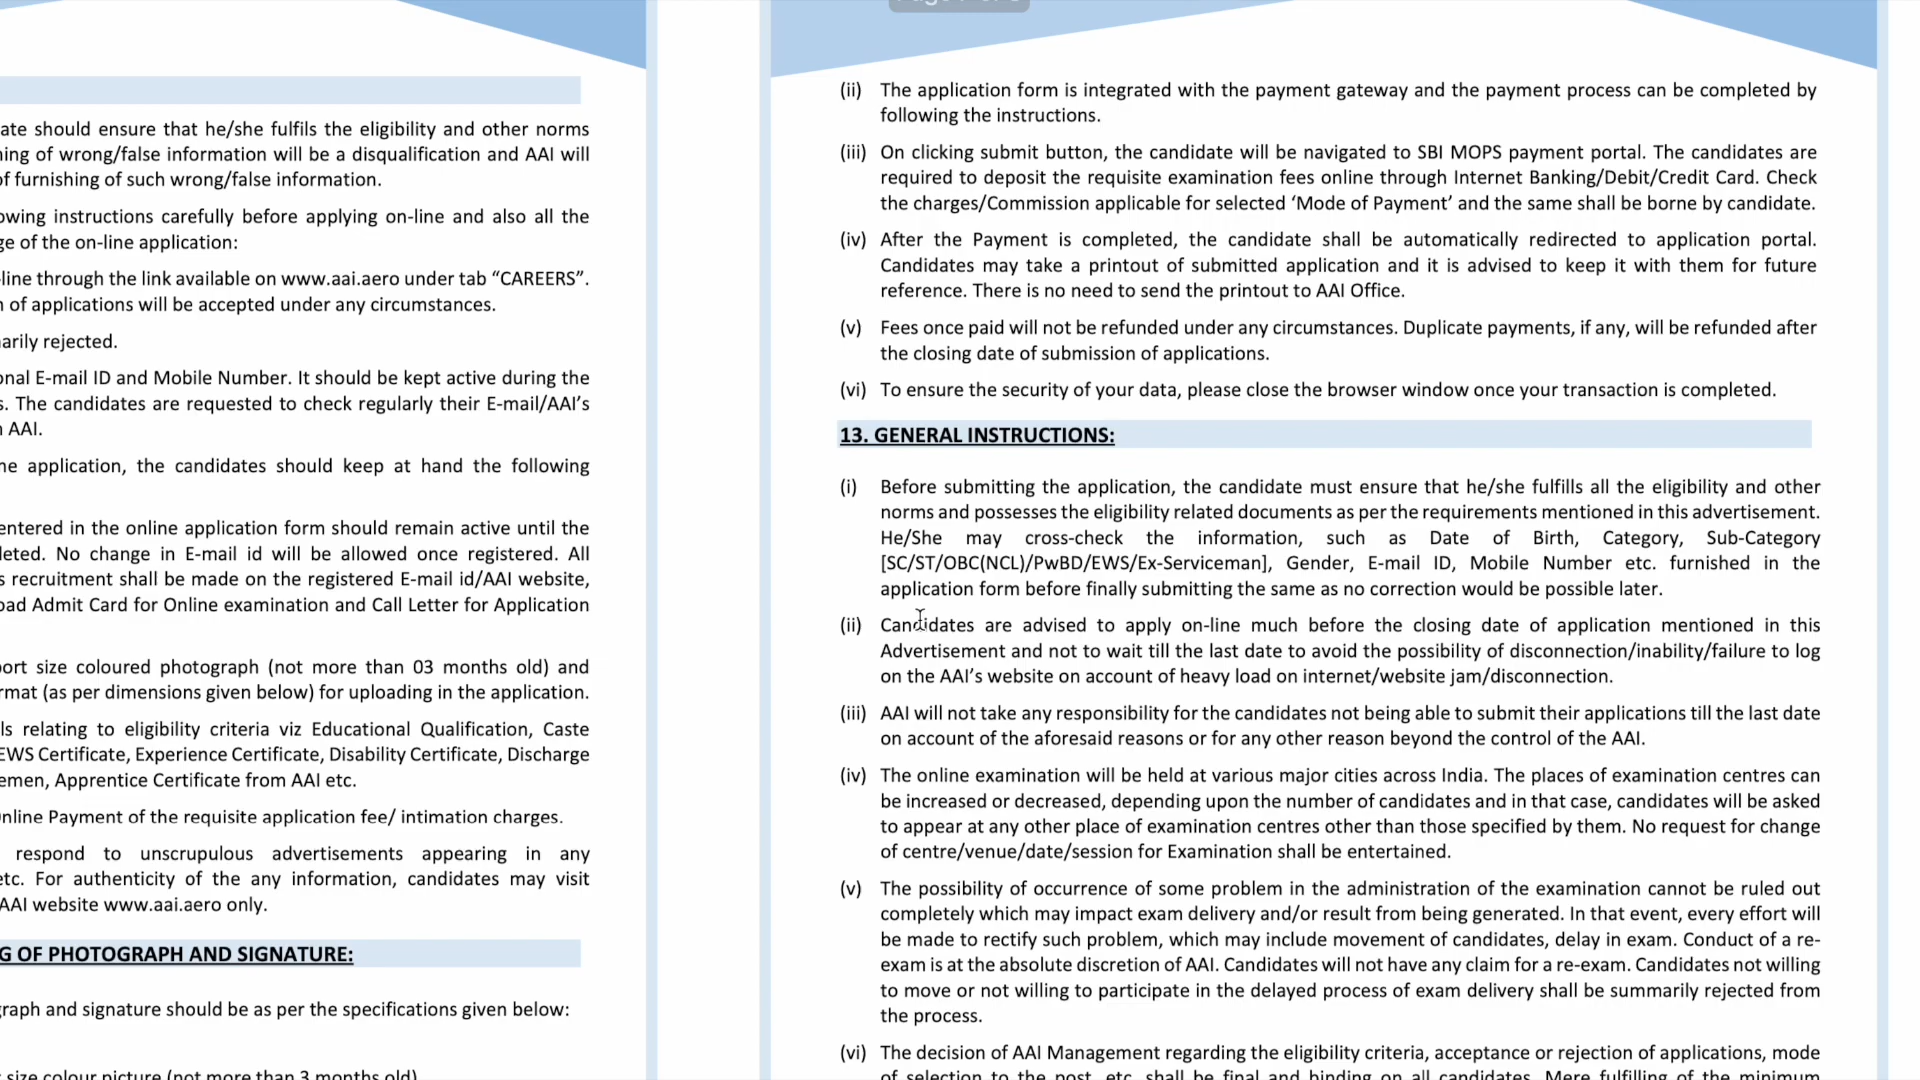 ate should ensure that he/she fulfils the eligibility and other norms
ning of wrong/false information will be a disqualification and AAI will
of furnishing of such wrong/false information.
owing instructions carefully before applying on-line and also all the
ge of the on-line application:
-line through the link available on www.aai.aero under tab “CAREERS”.
n of applications will be accepted under any circumstances.
narily rejected.
onal E-mail ID and Mobile Number. It should be kept active during the
s. The candidates are requested to check regularly their E-mail/AAI’s
n AAI.
ne application, the candidates should keep at hand the following
entered in the online application form should remain active until the
leted. No change in E-mail id will be allowed once registered. All
s recruitment shall be made on the registered E-mail id/AAI website,
oad Admit Card for Online examination and Call Letter for Application
port size coloured photograph (not more than 03 months old) and
rmat (as per dimensions given below) for uploading in the application.
ls relating to eligibility criteria viz Educational Qualification, Caste
EWS Certificate, Experience Certificate, Disability Certificate, Discharge
emen, Apprentice Certificate from AAI etc.
nline Payment of the requisite application fee/ intimation charges.
respond to unscrupulous advertisements appearing in any
etc. For authenticity of the any information, candidates may visit
AAI website www.aai.aero only.
G OF PHOTOGRAPH AND SIGNATURE:
graph and signature should be as per the specifications given below:
size colour picture (not more than 3 months old)
(ii) The application form is integrated with the payment gateway and the payment process can be completed by
following the instructions.
(iii) On clicking submit button, the candidate will be navigated to SBI MOPS payment portal. The candidates are
required to deposit the requisite examination fees online through Internet Banking/Debit/Credit Card. Check
the charges/Commission applicable for selected ‘Mode of Payment’ and the same shall be borne by candidate.
(iv) After the Payment is completed, the candidate shall be automatically redirected to application portal.
Candidates may take a printout of submitted application and it is advised to keep it with them for future
reference. There is no need to send the printout to AAI Office.
(v) Fees once paid will not be refunded under any circumstances. Duplicate payments, if any, will be refunded after
the closing date of submission of applications.
(vi) To ensure the security of your data, please close the browser window once your transaction is completed.
13. GENERAL INSTRUCTIONS:
(i) Before submitting the application, the candidate must ensure that he/she fulfills all the eligibility and other
norms and possesses the eligibility related documents as per the requirements mentioned in this advertisement.
He/She may cross-check the information, such as Date of Birth, Category, Sub-Category
[SC/ST/OBC(NCL)/PwBD/EWS/Ex-Serviceman], Gender, E-mail ID, Mobile Number etc. furnished in the
application form before finally submitting the same as no correction would be possible later.
(ii) Candidates are advised to apply on-line much before the closing date of application mentioned in this
Advertisement and not to wait till the last date to avoid the possibility of disconnection/inability/failure to log
on the AAI’s website on account of heavy load on internet/website jam/disconnection.
(iii) AAI will not take any responsibility for the candidates not being able to submit their applications till the last date
on account of the aforesaid reasons or for any other reason beyond the control of the AAI.
(iv) The online examination will be held at various major cities across India. The places of examination centres can
be increased or decreased, depending upon the number of candidates and in that case, candidates will be asked
to appear at any other place of examination centres other than those specified by them. No request for change
of centre/venue/date/session for Examination shall be entertained.
(v) The possibility of occurrence of some problem in the administration of the examination cannot be ruled out
completely which may impact exam delivery and/or result from being generated. In that event, every effort will
be made to rectify such problem, which may include movement of candidates, delay in exam. Conduct of a re-
exam is at the absolute discretion of AAI. Candidates will not have any claim for a re-exam. Candidates not willing
to move or not willing to participate in the delayed process of exam delivery shall be summarily rejected from
the process.
(vi) The decision of AAI Management regarding the eligibility criteria, acceptance or rejection of applications, mode
of selection to the post, etc. shall be final and binding on all candidates. Mere fulfilling of the minimum